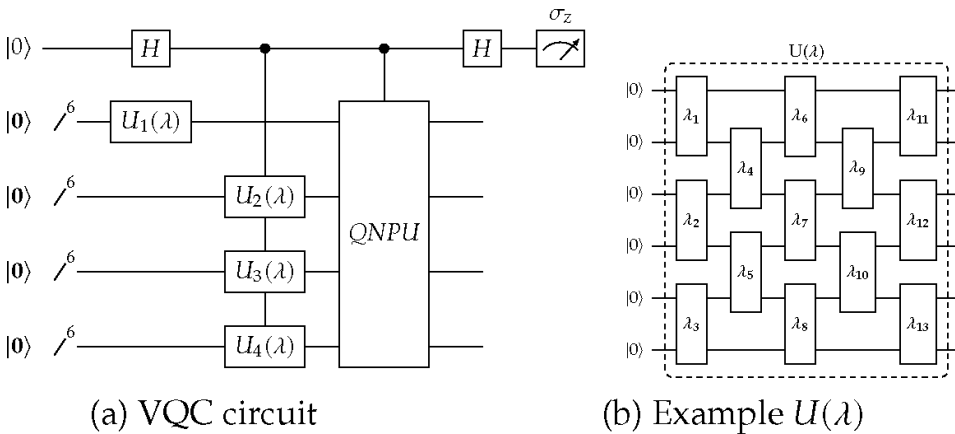 |0⟩ H H σ_z
|𝟎⟩ 6 U₁(λ)
|𝟎⟩ 6 U₂(λ)
QNPU
|𝟎⟩ 6 U₃(λ)
|𝟎⟩ 6 U₄(λ)
(a) VQC circuit
U(λ)
|0⟩ λ₁ λ₆ λ₁₁
|0⟩ λ₄ λ₉
|0⟩ λ₂ λ₇ λ₁₂
|0⟩ λ₅ λ₁₀
|0⟩ λ₃ λ₈ λ₁₃
|0⟩
(b) Example U(λ)